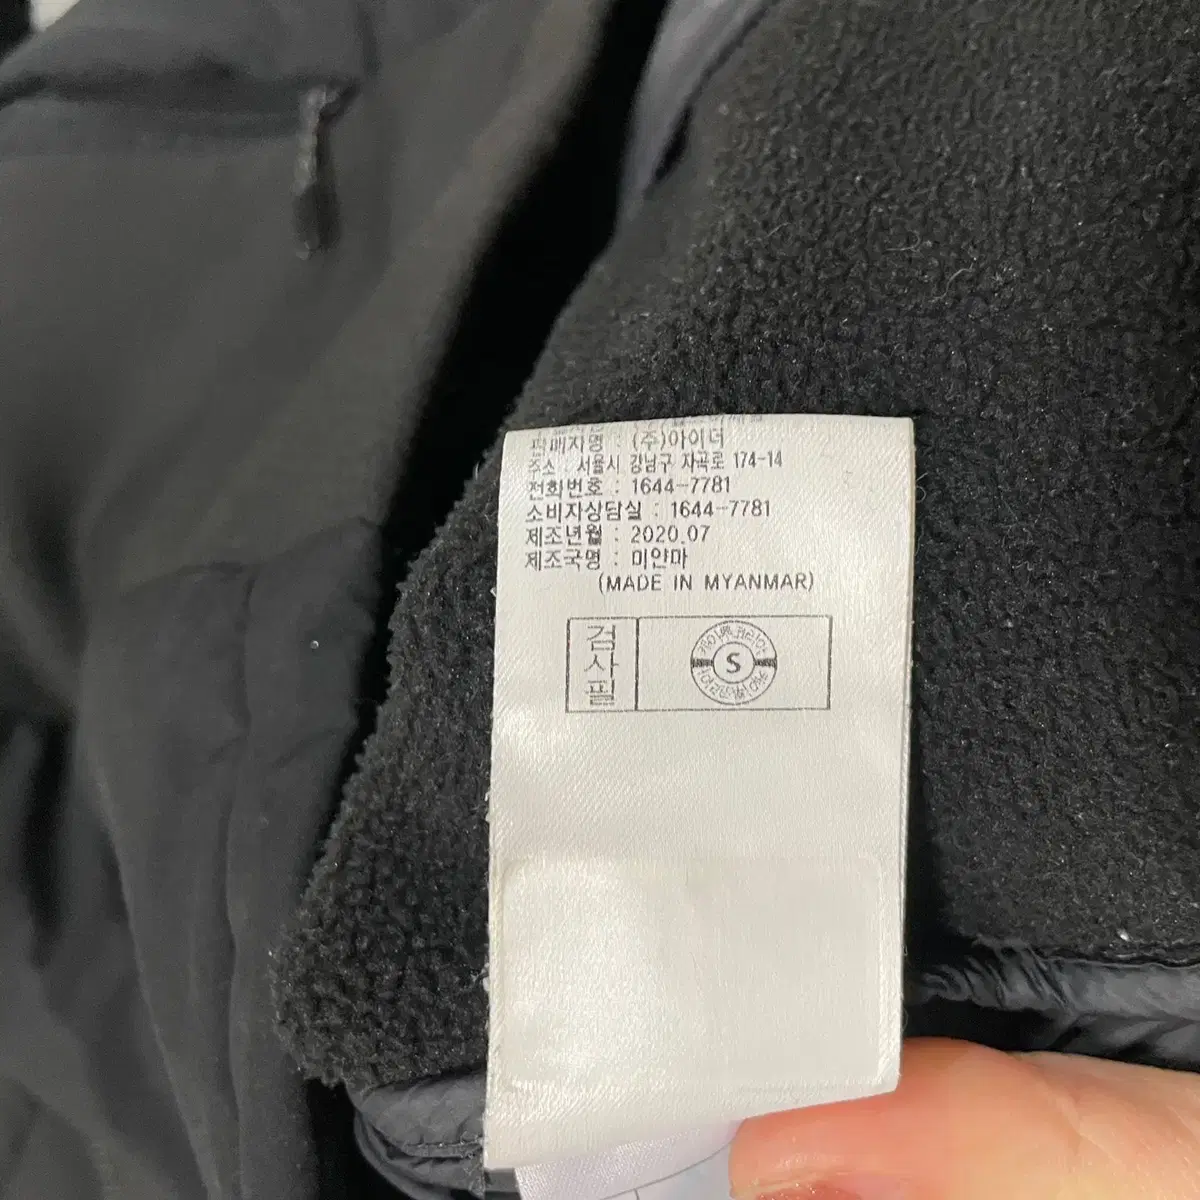 판매자명 : (주)아이더
주소 : 서울시 강남구 자곡로 174-14
전화번호 : 1644-7781
소비자상담실 : 1644-7781
제조년월 : 2020.07
제조국명 : 미얀마
(MADE IN MYANMAR)
검사필
S